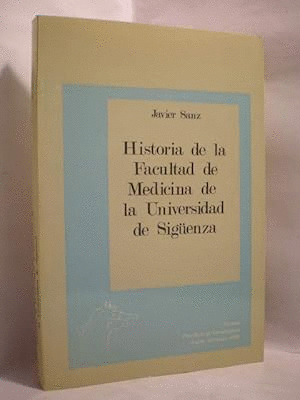 Javier Sanz
Historia de la
Facultad de
Medicina de
la Universidad
de Sigüenza